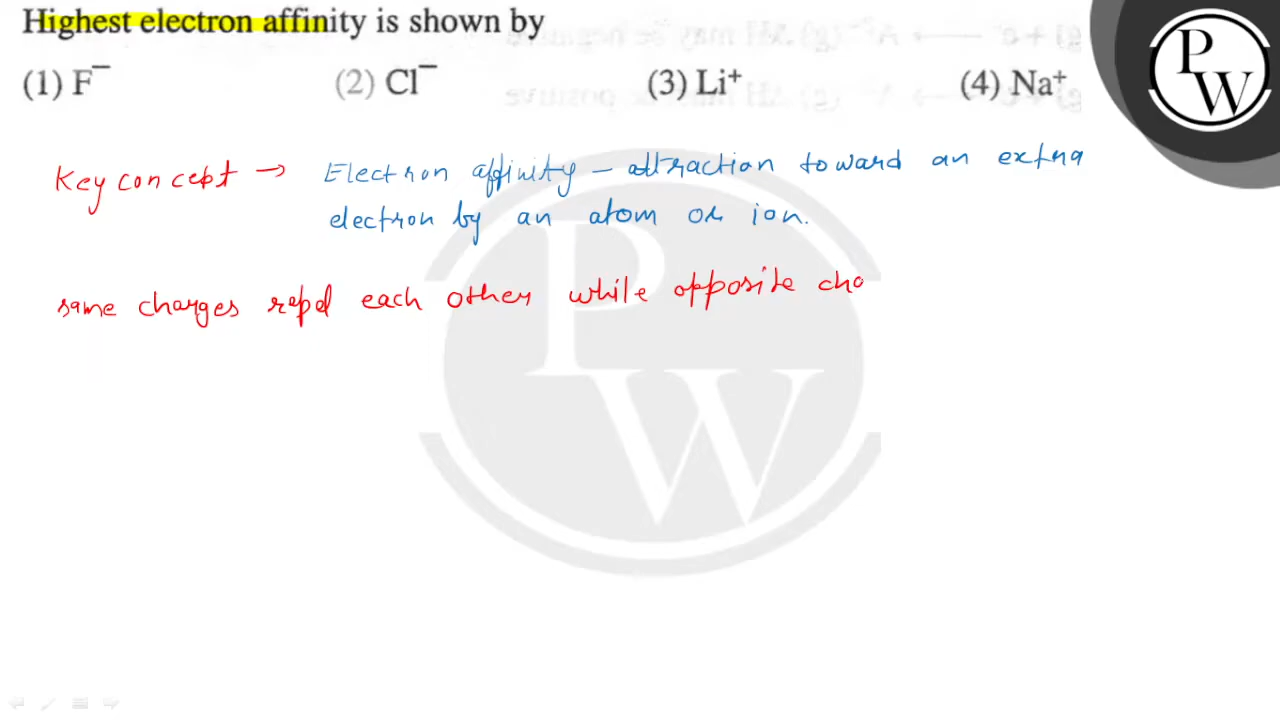 Highest electron affinity is shown by
(1) F⁻ (2) Cl⁻ (3) Li⁺ (4) Na⁺
Key concept → Electron affinity – attraction toward an extra
electron by an atom or ion.
same charges repel each other while opposite cha
P
W
P
W